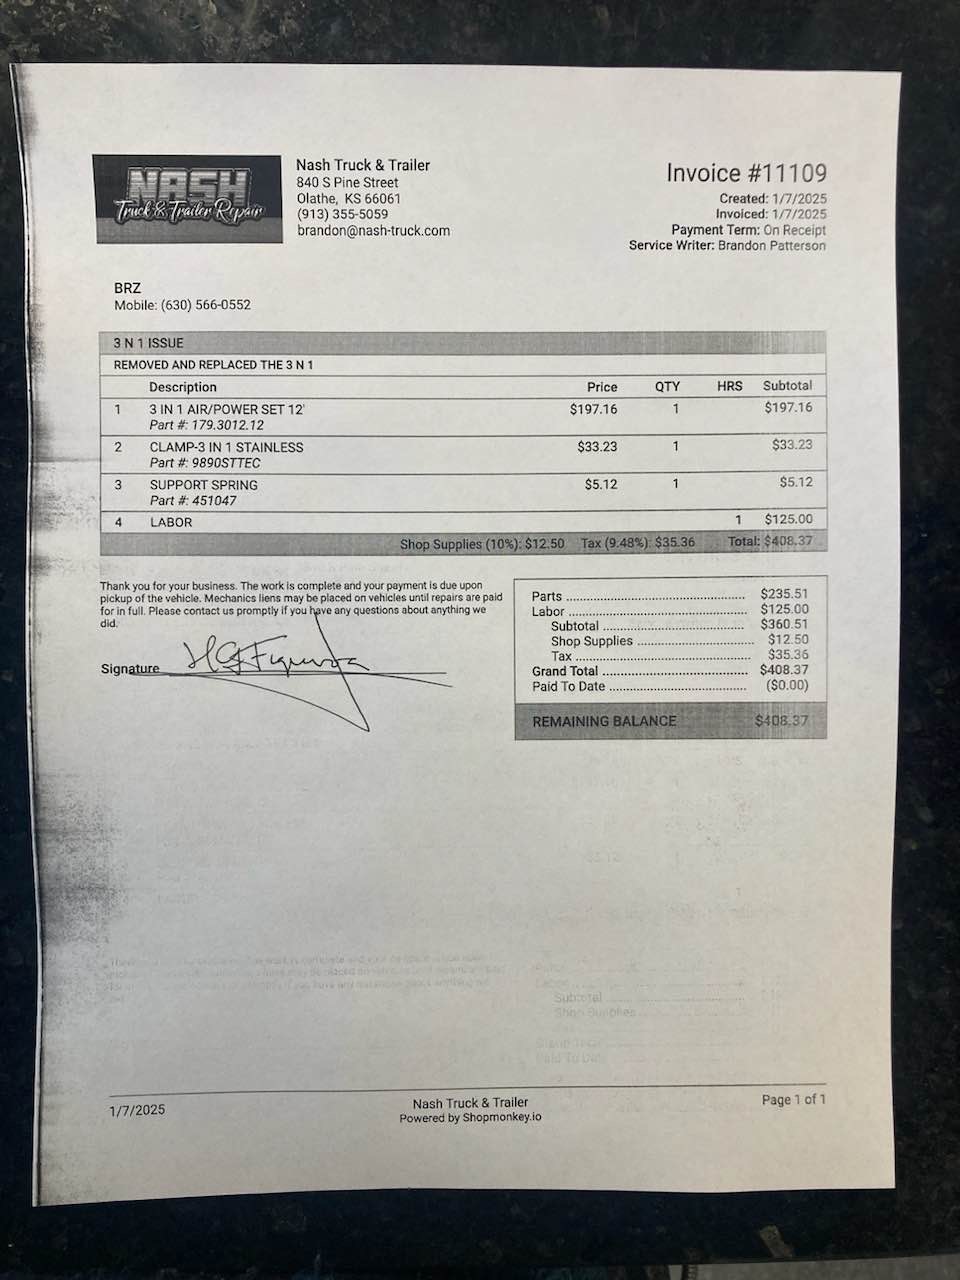 NASH
Truck & Trailer Repair
Nash Truck & Trailer
840 S Pine Street
Olathe, KS 66061
(913) 355-5059
brandon@nash-truck.com
Invoice #11109
Created: 1/7/2025
Invoiced: 1/7/2025
Payment Term: On Receipt
Service Writer: Brandon Patterson
BRZ
Mobile: (630) 566-0552
3 N 1 ISSUE
REMOVED AND REPLACED THE 3 N 1
Description Price QTY HRS Subtotal
1 3 IN 1 AIR/POWER SET 12' $197.16 1 $197.16
Part #: 179.3012.12
2 CLAMP-3 IN 1 STAINLESS $33.23 1 $33.23
Part #: 9890STTEC
3 SUPPORT SPRING $5.12 1 $5.12
Part #: 451047
4 LABOR 1 $125.00
Shop Supplies (10%): $12.50 Tax (9.48%): $35.36 Total: $408.37
Thank you for your business. The work is complete and your payment is due upon
pickup of the vehicle. Mechanics liens may be placed on vehicles until repairs are paid
for in full. Please contact us promptly if you have any questions about anything we
did.
Signature
Parts $235.51
Labor $125.00
Subtotal $360.51
Shop Supplies $12.50
Tax $35.36
Grand Total $408.37
Paid To Date ($0.00)
REMAINING BALANCE $408.37
Subtotal
Shop Supplies
Paid To Date
1/7/2025
Nash Truck & Trailer
Powered by Shopmonkey.io
Page 1 of 1